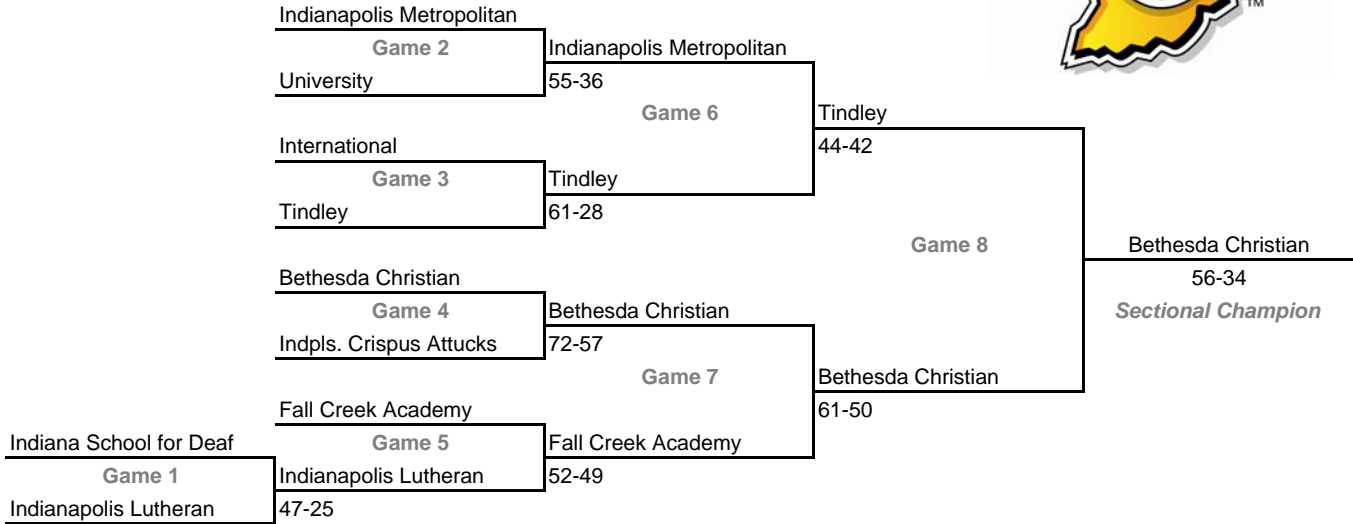 TM
Indianapolis Metropolitan
Game 2
Indianapolis Metropolitan
University
55-36
Game 6
Tindley
International
44-42
Game 3
Tindley
Tindley
61-28
Game 8
Bethesda Christian
Bethesda Christian
56-34
Game 4
Bethesda Christian
Sectional Champion
Indpls. Crispus Attucks
72-57
Game 7
Bethesda Christian
Fall Creek Academy
61-50
Indiana School for Deaf
Game 5
Fall Creek Academy
Game 1
Indianapolis Lutheran
52-49
Indianapolis Lutheran
47-25